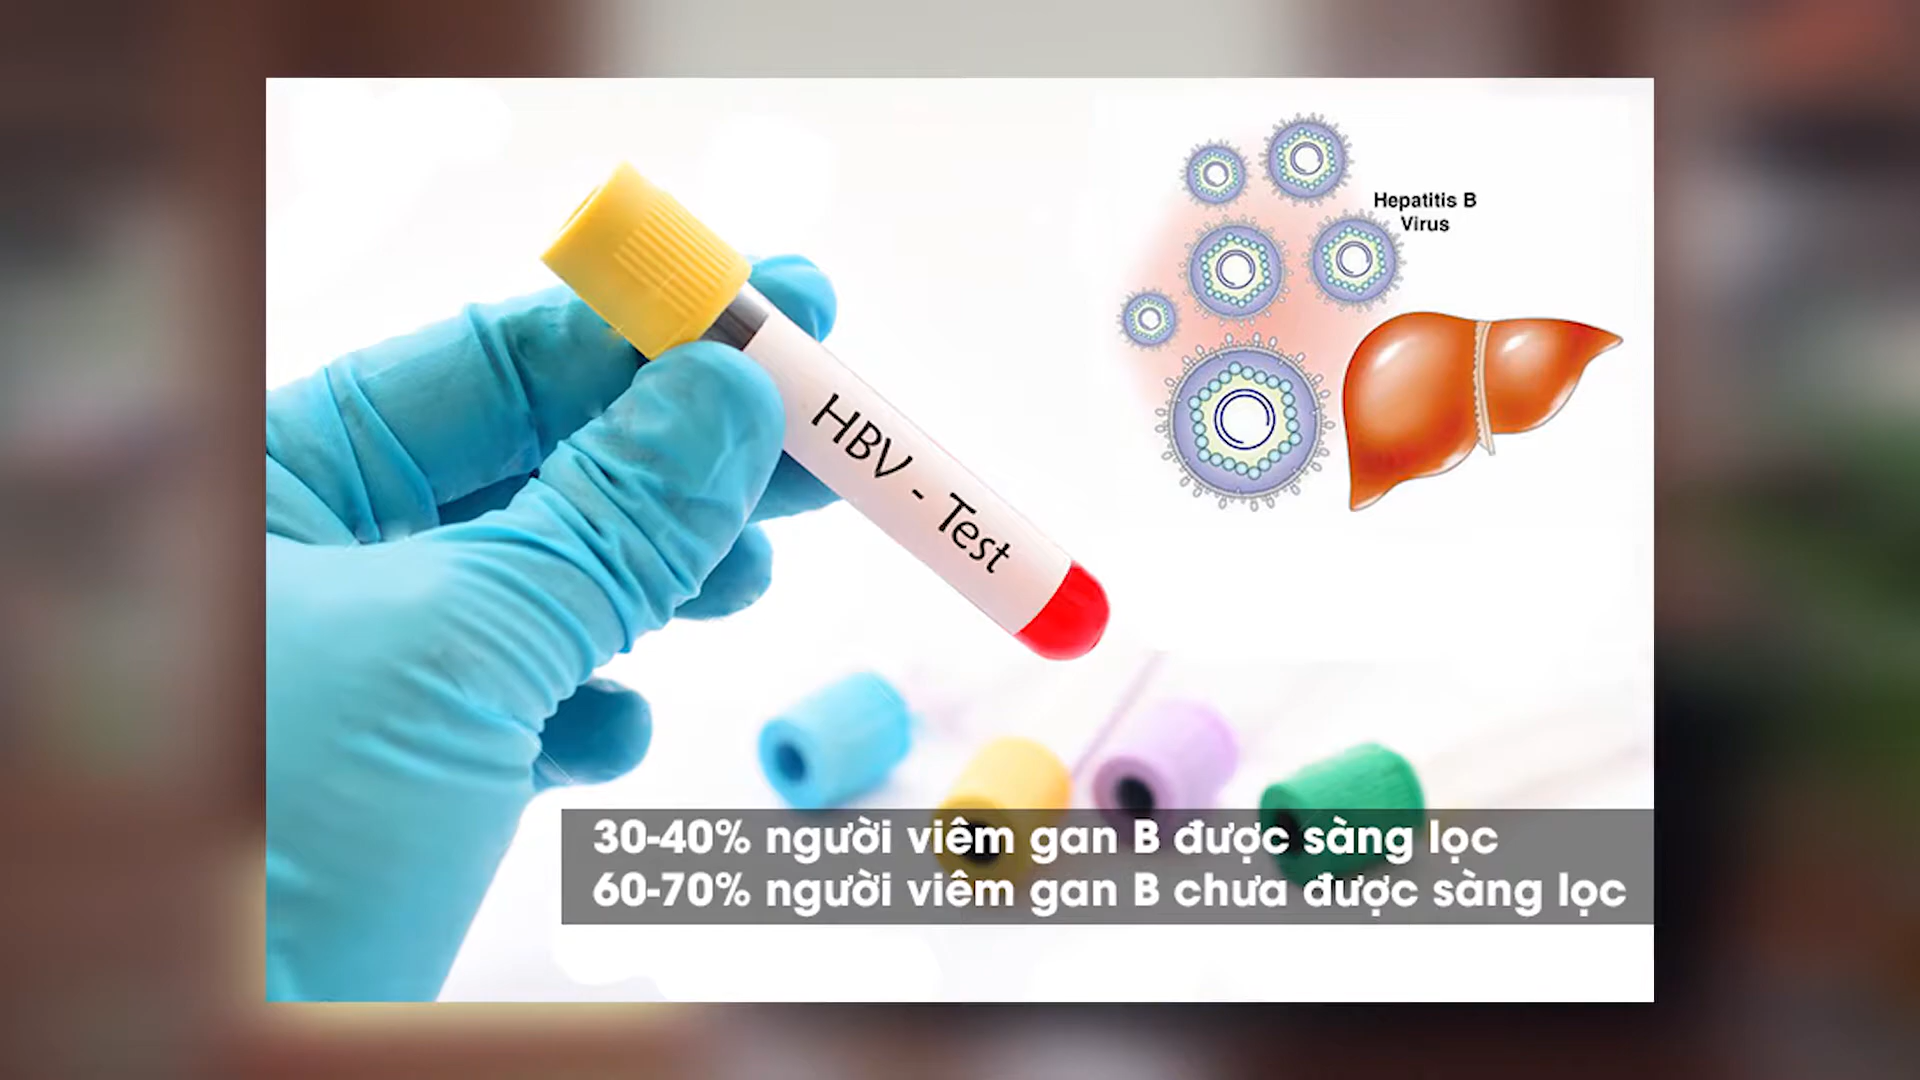 Hepatitis B
Virus
HBV - Test
30-40% người viêm gan B được sàng lọc
60-70% người viêm gan B chưa được sàng lọc